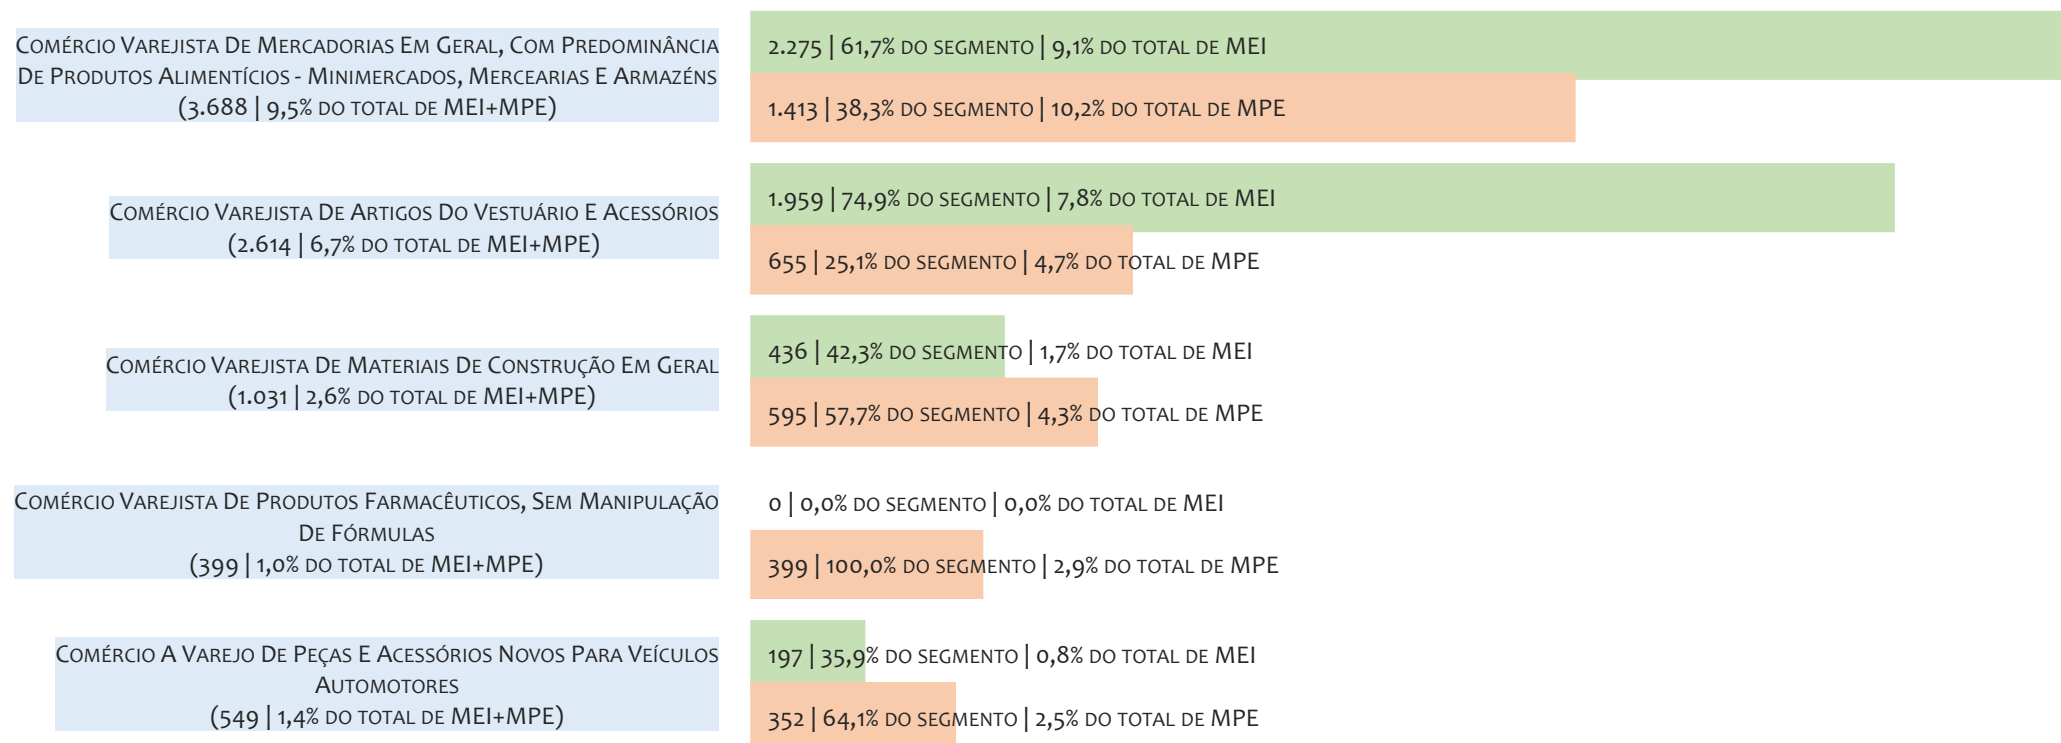 Comércio Varejista De Mercadorias Em Geral, Com Predominância
De Produtos Alimentícios - Minimercados, Mercearias E Armazéns
(3.688 | 9,5% do total de MEI+MPE)
2.275 | 61,7% do segmento | 9,1% do total de MEI
1.413 | 38,3% do segmento | 10,2% do total de MPE
Comércio Varejista De Artigos Do Vestuário E Acessórios
(2.614 | 6,7% do total de MEI+MPE)
1.959 | 74,9% do segmento | 7,8% do total de MEI
655 | 25,1% do segmento | 4,7% do total de MPE
Comércio Varejista De Materiais De Construção Em Geral
(1.031 | 2,6% do total de MEI+MPE)
436 | 42,3% do segmento | 1,7% do total de MEI
595 | 57,7% do segmento | 4,3% do total de MPE
Comércio Varejista De Produtos Farmacêuticos, Sem Manipulação
De Fórmulas
(399 | 1,0% do total de MEI+MPE)
0 | 0,0% do segmento | 0,0% do total de MEI
399 | 100,0% do segmento | 2,9% do total de MPE
Comércio A Varejo De Peças E Acessórios Novos Para Veículos
Automotores
(549 | 1,4% do total de MEI+MPE)
197 | 35,9% do segmento | 0,8% do total de MEI
352 | 64,1% do segmento | 2,5% do total de MPE